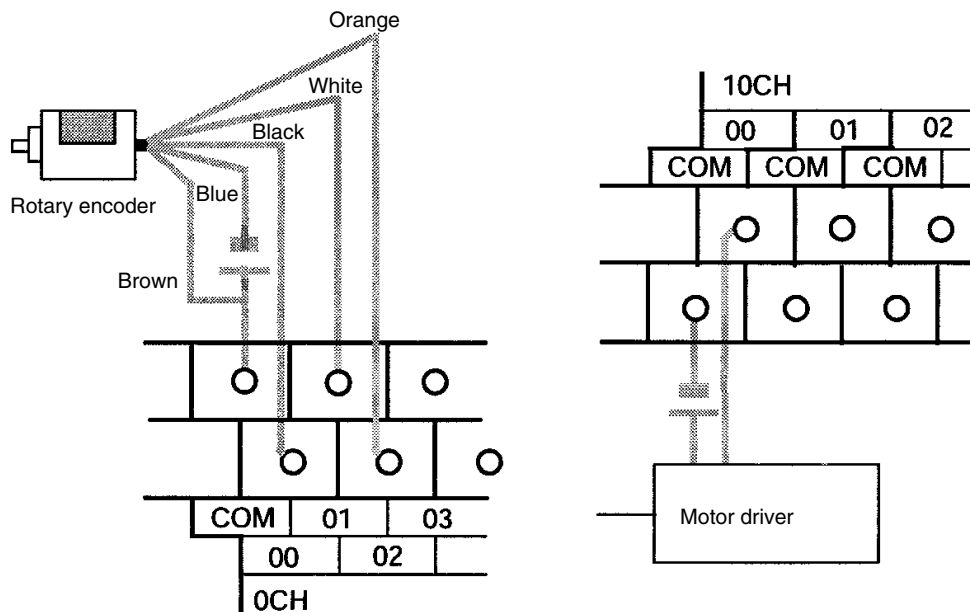 Orange
White
Black
Blue
Rotary encoder
Brown
COM 01 03
00 02
0CH
10CH
00 01 02
COM COM COM
Motor driver